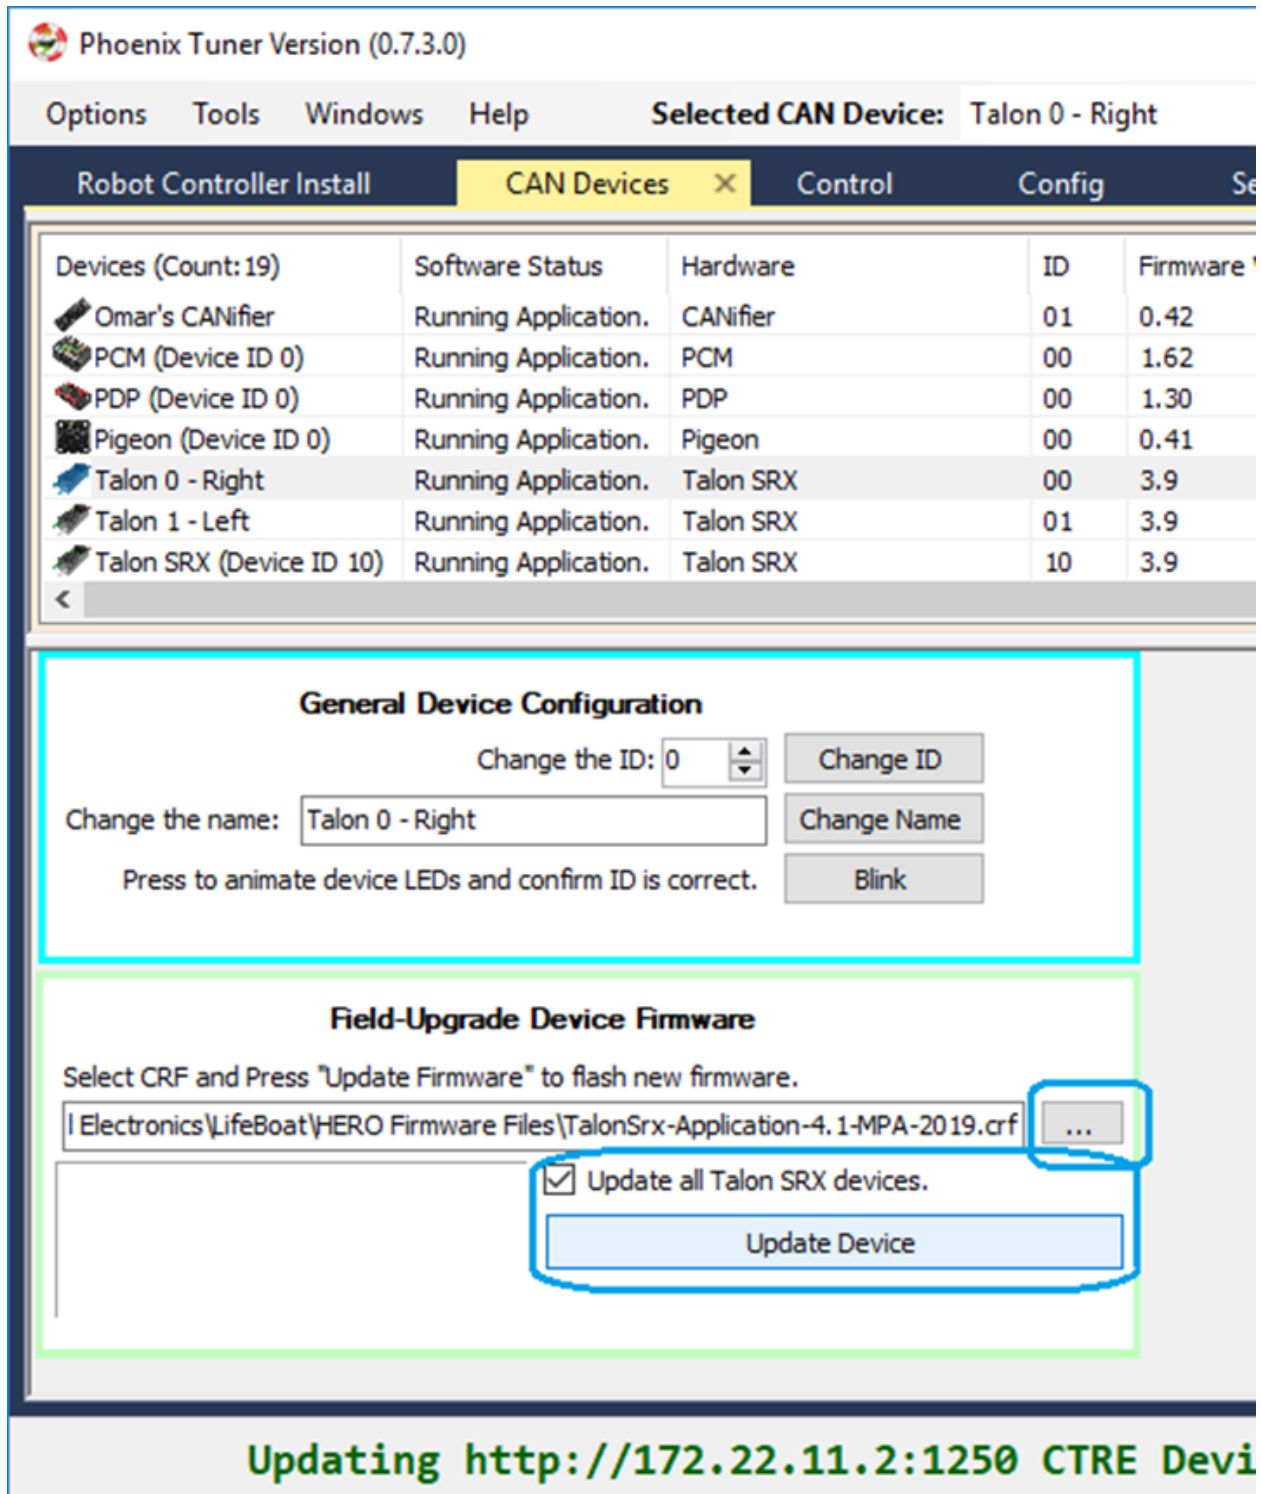 Phoenix Tuner Version (0.7.3.0)
Options Tools Windows Help Selected CAN Device: Talon 0 - Right
Robot Controller Install CAN Devices × Control Config Se
Devices (Count: 19) Software Status Hardware ID Firmware
Omar's CANifier Running Application. CANifier 01 0.42
PCM (Device ID 0) Running Application. PCM 00 1.62
PDP (Device ID 0) Running Application. PDP 00 1.30
Pigeon (Device ID 0) Running Application. Pigeon 00 0.41
Talon 0 - Right Running Application. Talon SRX 00 3.9
Talon 1 - Left Running Application. Talon SRX 01 3.9
Talon SRX (Device ID 10) Running Application. Talon SRX 10 3.9
General Device Configuration
Change the ID: 0 Change ID
Change the name: Talon 0 - Right Change Name
Press to animate device LEDs and confirm ID is correct. Blink
Field-Upgrade Device Firmware
Select CRF and Press "Update Firmware" to flash new firmware.
l Electronics\LifeBoat\HERO Firmware Files\TalonSrx-Application-4.1-MPA-2019.crf ...
Update all Talon SRX devices.
Update Device
Updating http://172.22.11.2:1250 CTRE Devi